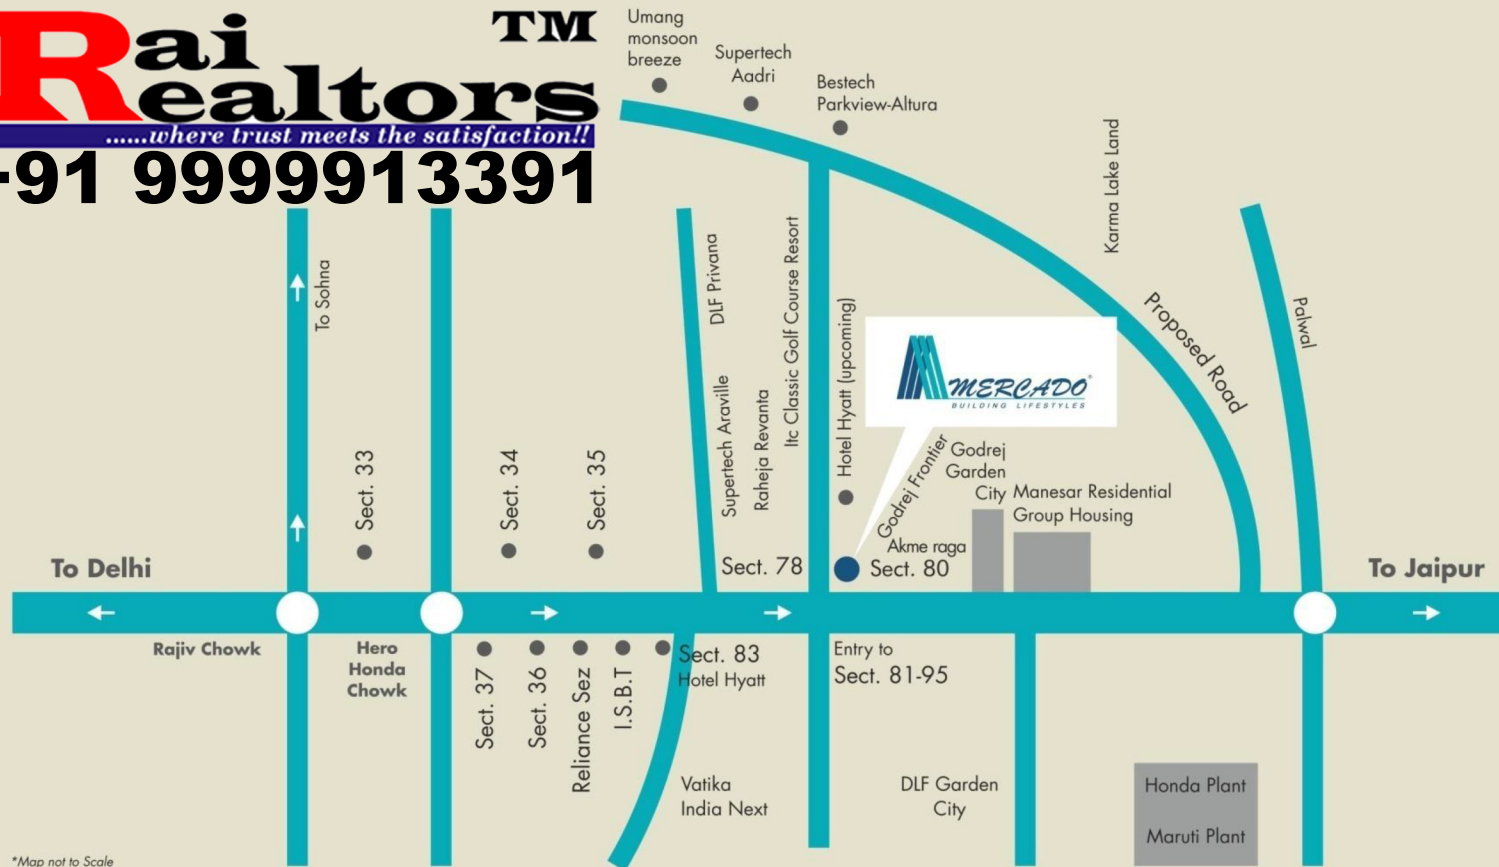 Rai
Realtors
TM
......where trust meets the satisfaction!!
+91 9999913391
Umang
monsoon
breeze
Supertech
Aadri
Bestech
Parkview-Altura
Karma Lake Land
To Sohna
DLF Privana
Supertech Araville
Raheja Revanta
Itc Classic Golf Course Resort
Hotel Hyatt (upcoming)
MERCADO
BUILDING LIFESTYLES
Proposed Road
Palwal
Sect. 33
Sect. 34
Sect. 35
Godrej Frontier
Godrej
Garden
City
Manesar Residential
Group Housing
Akme raga
Sect. 78
Sect. 80
To Delhi
To Jaipur
Rajiv Chowk
Hero
Honda
Chowk
Sect. 37
Sect. 36
Reliance Sez
I.S.B.T
Sect. 83
Hotel Hyatt
Entry to
Sect. 81-95
Vatika
India Next
DLF Garden
City
Honda Plant
Maruti Plant
*Map not to Scale